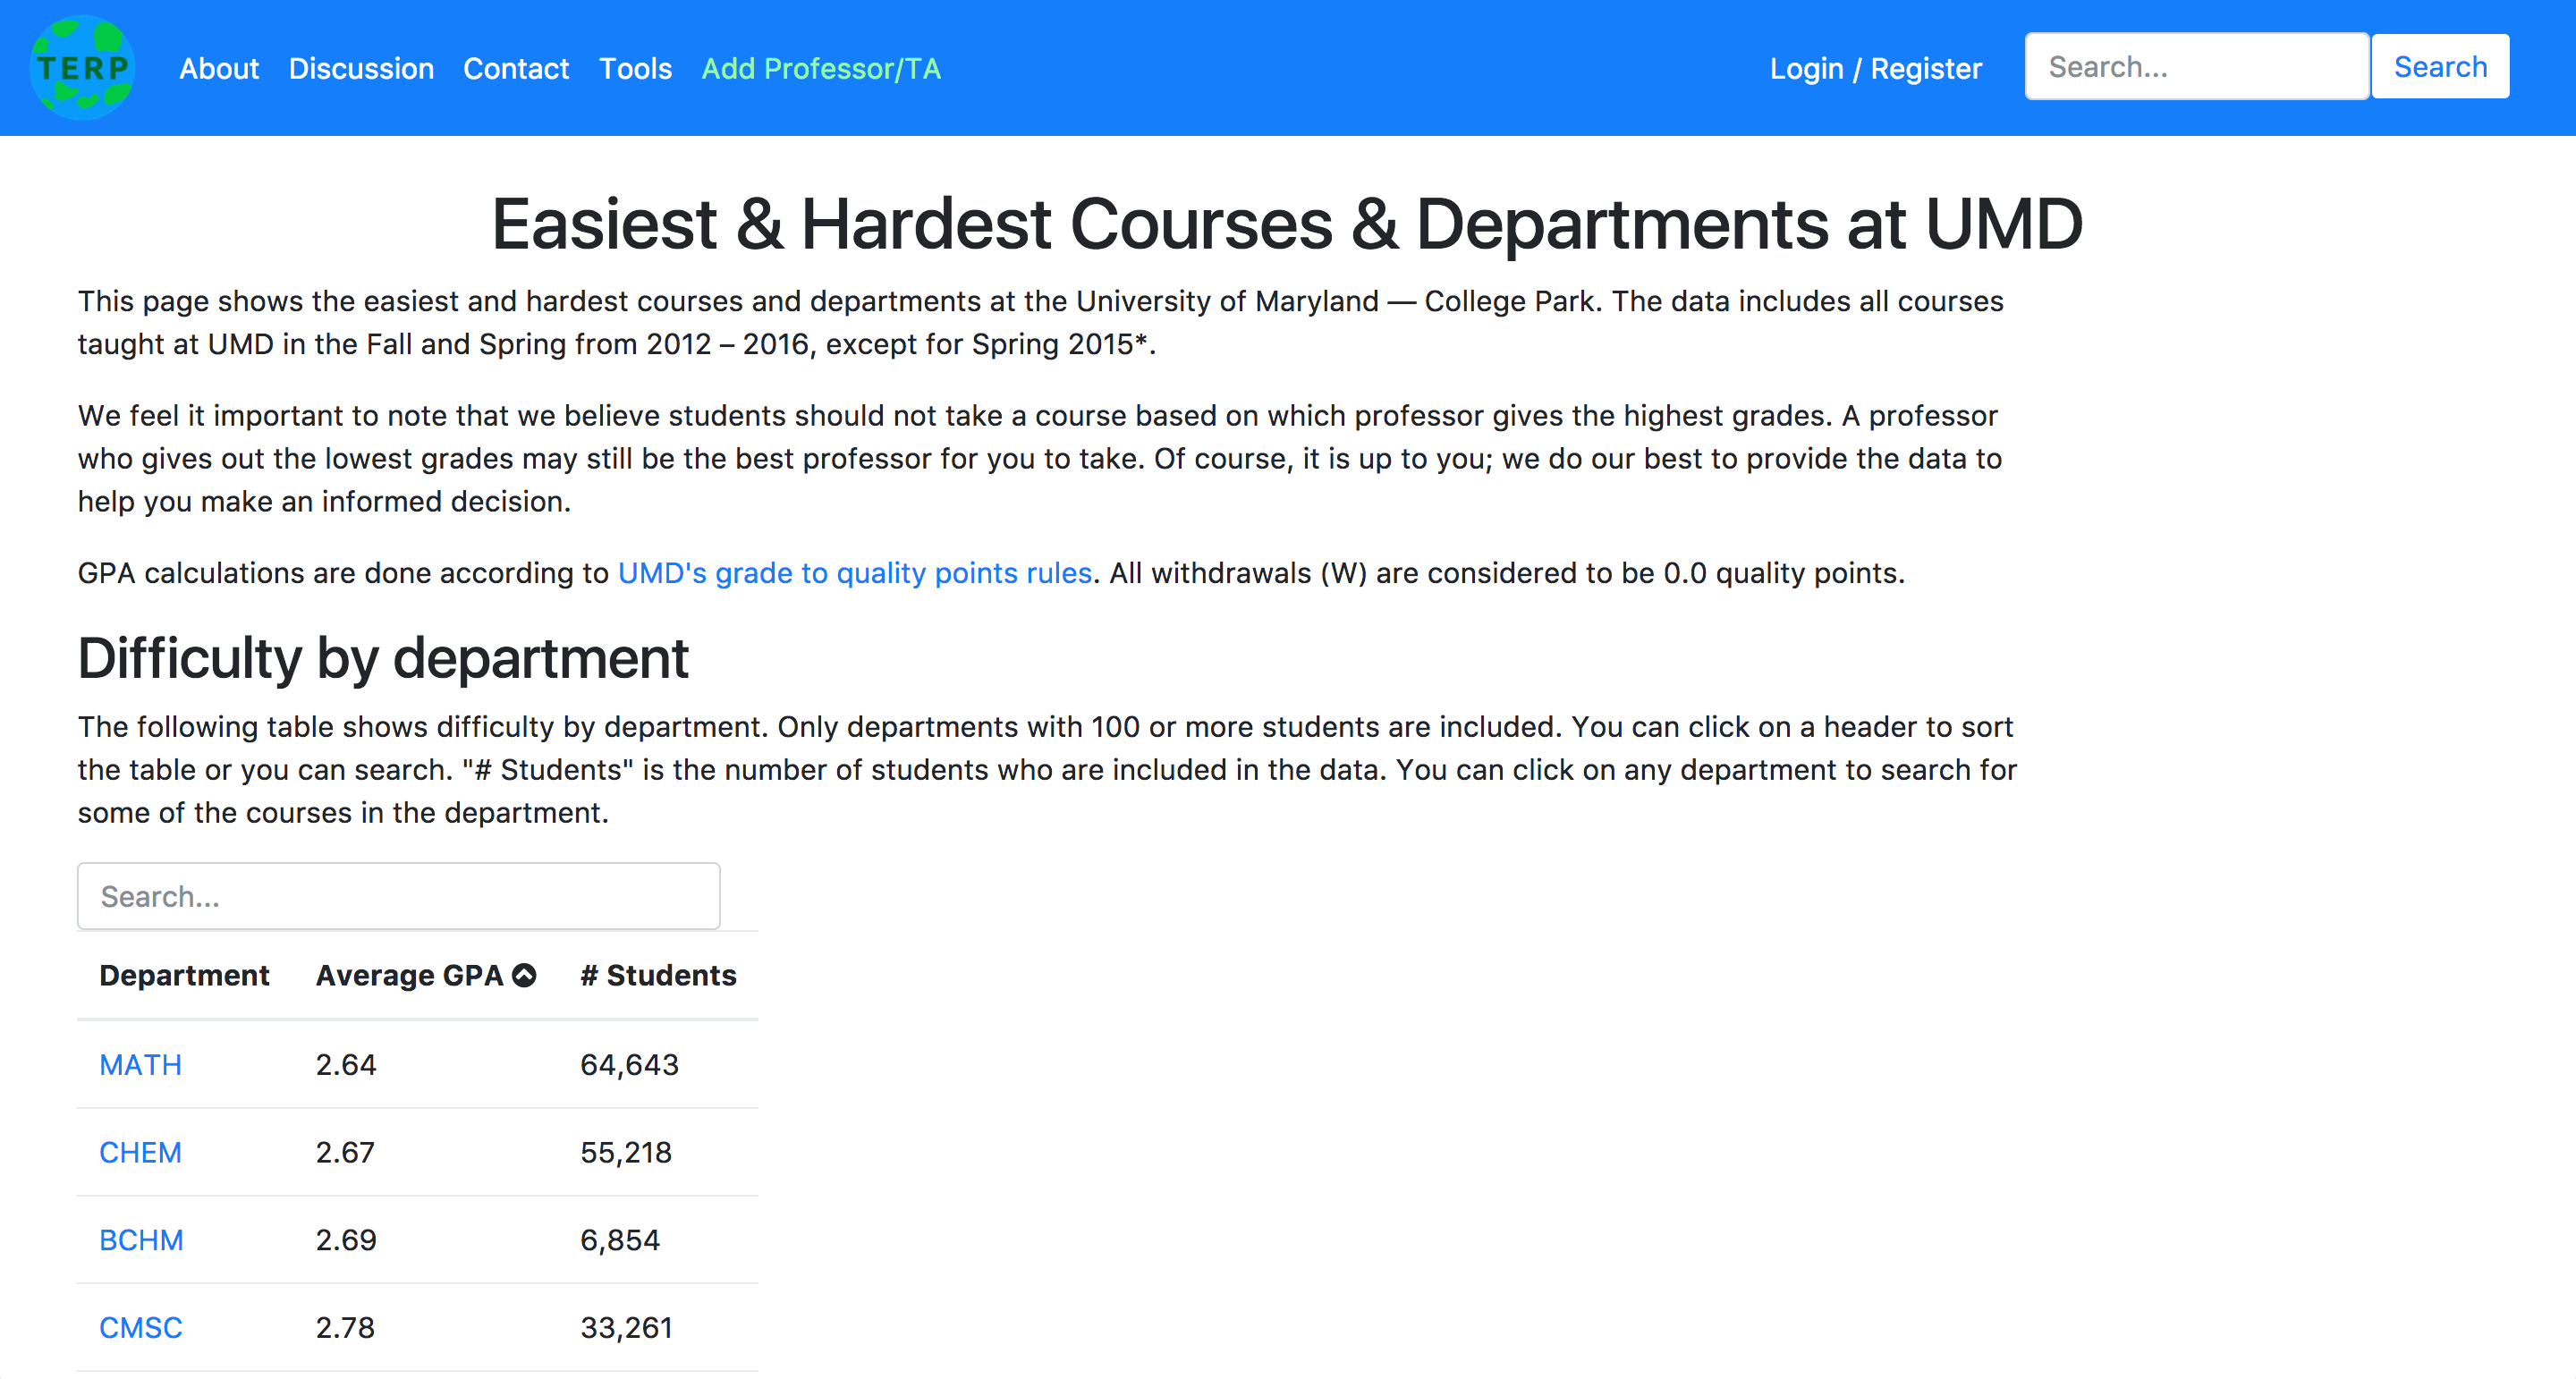 TERP
About Discussion Contact Tools Add Professor/TA Login / Register Search... Search
Easiest & Hardest Courses & Departments at UMD
This page shows the easiest and hardest courses and departments at the University of Maryland — College Park. The data includes all courses
taught at UMD in the Fall and Spring from 2012 – 2016, except for Spring 2015*.
We feel it important to note that we believe students should not take a course based on which professor gives the highest grades. A professor
who gives out the lowest grades may still be the best professor for you to take. Of course, it is up to you; we do our best to provide the data to
help you make an informed decision.
GPA calculations are done according to UMD's grade to quality points rules. All withdrawals (W) are considered to be 0.0 quality points.
Difficulty by department
The following table shows difficulty by department. Only departments with 100 or more students are included. You can click on a header to sort
the table or you can search. "# Students" is the number of students who are included in the data. You can click on any department to search for
some of the courses in the department.
Search...
Department Average GPA # Students
MATH 2.64 64,643
CHEM 2.67 55,218
BCHM 2.69 6,854
CMSC 2.78 33,261